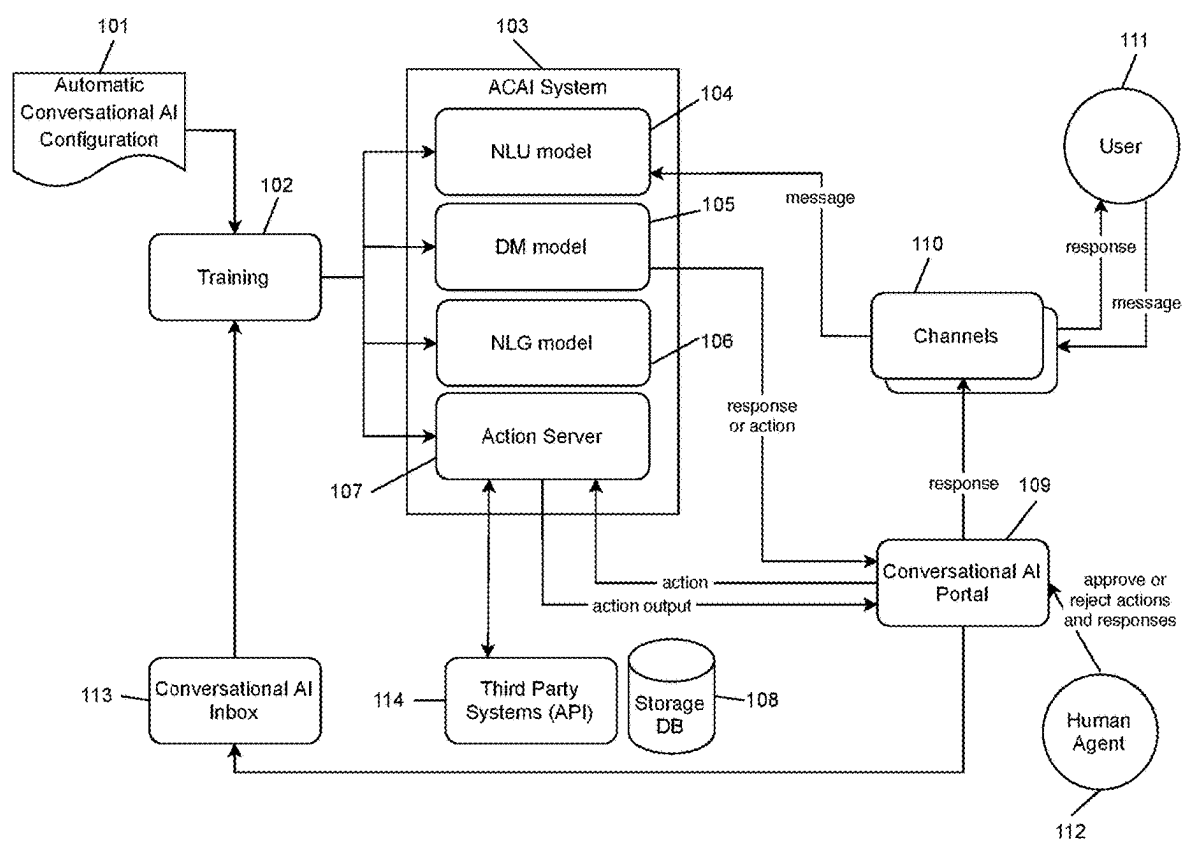 101
103
111
Automatic
Conversational AI
Configuration
ACAI System
104
NLU model
User
102
message
105
Training
DM model
110
response
message
Channels
NLG model
106
response
or action
Action Server
107
response
109
Conversational AI
Portal
action
action output
approve or
reject actions
and responses
113
Conversational AI
Inbox
114
Third Party
Systems (API)
Storage
DB
108
Human
Agent
112